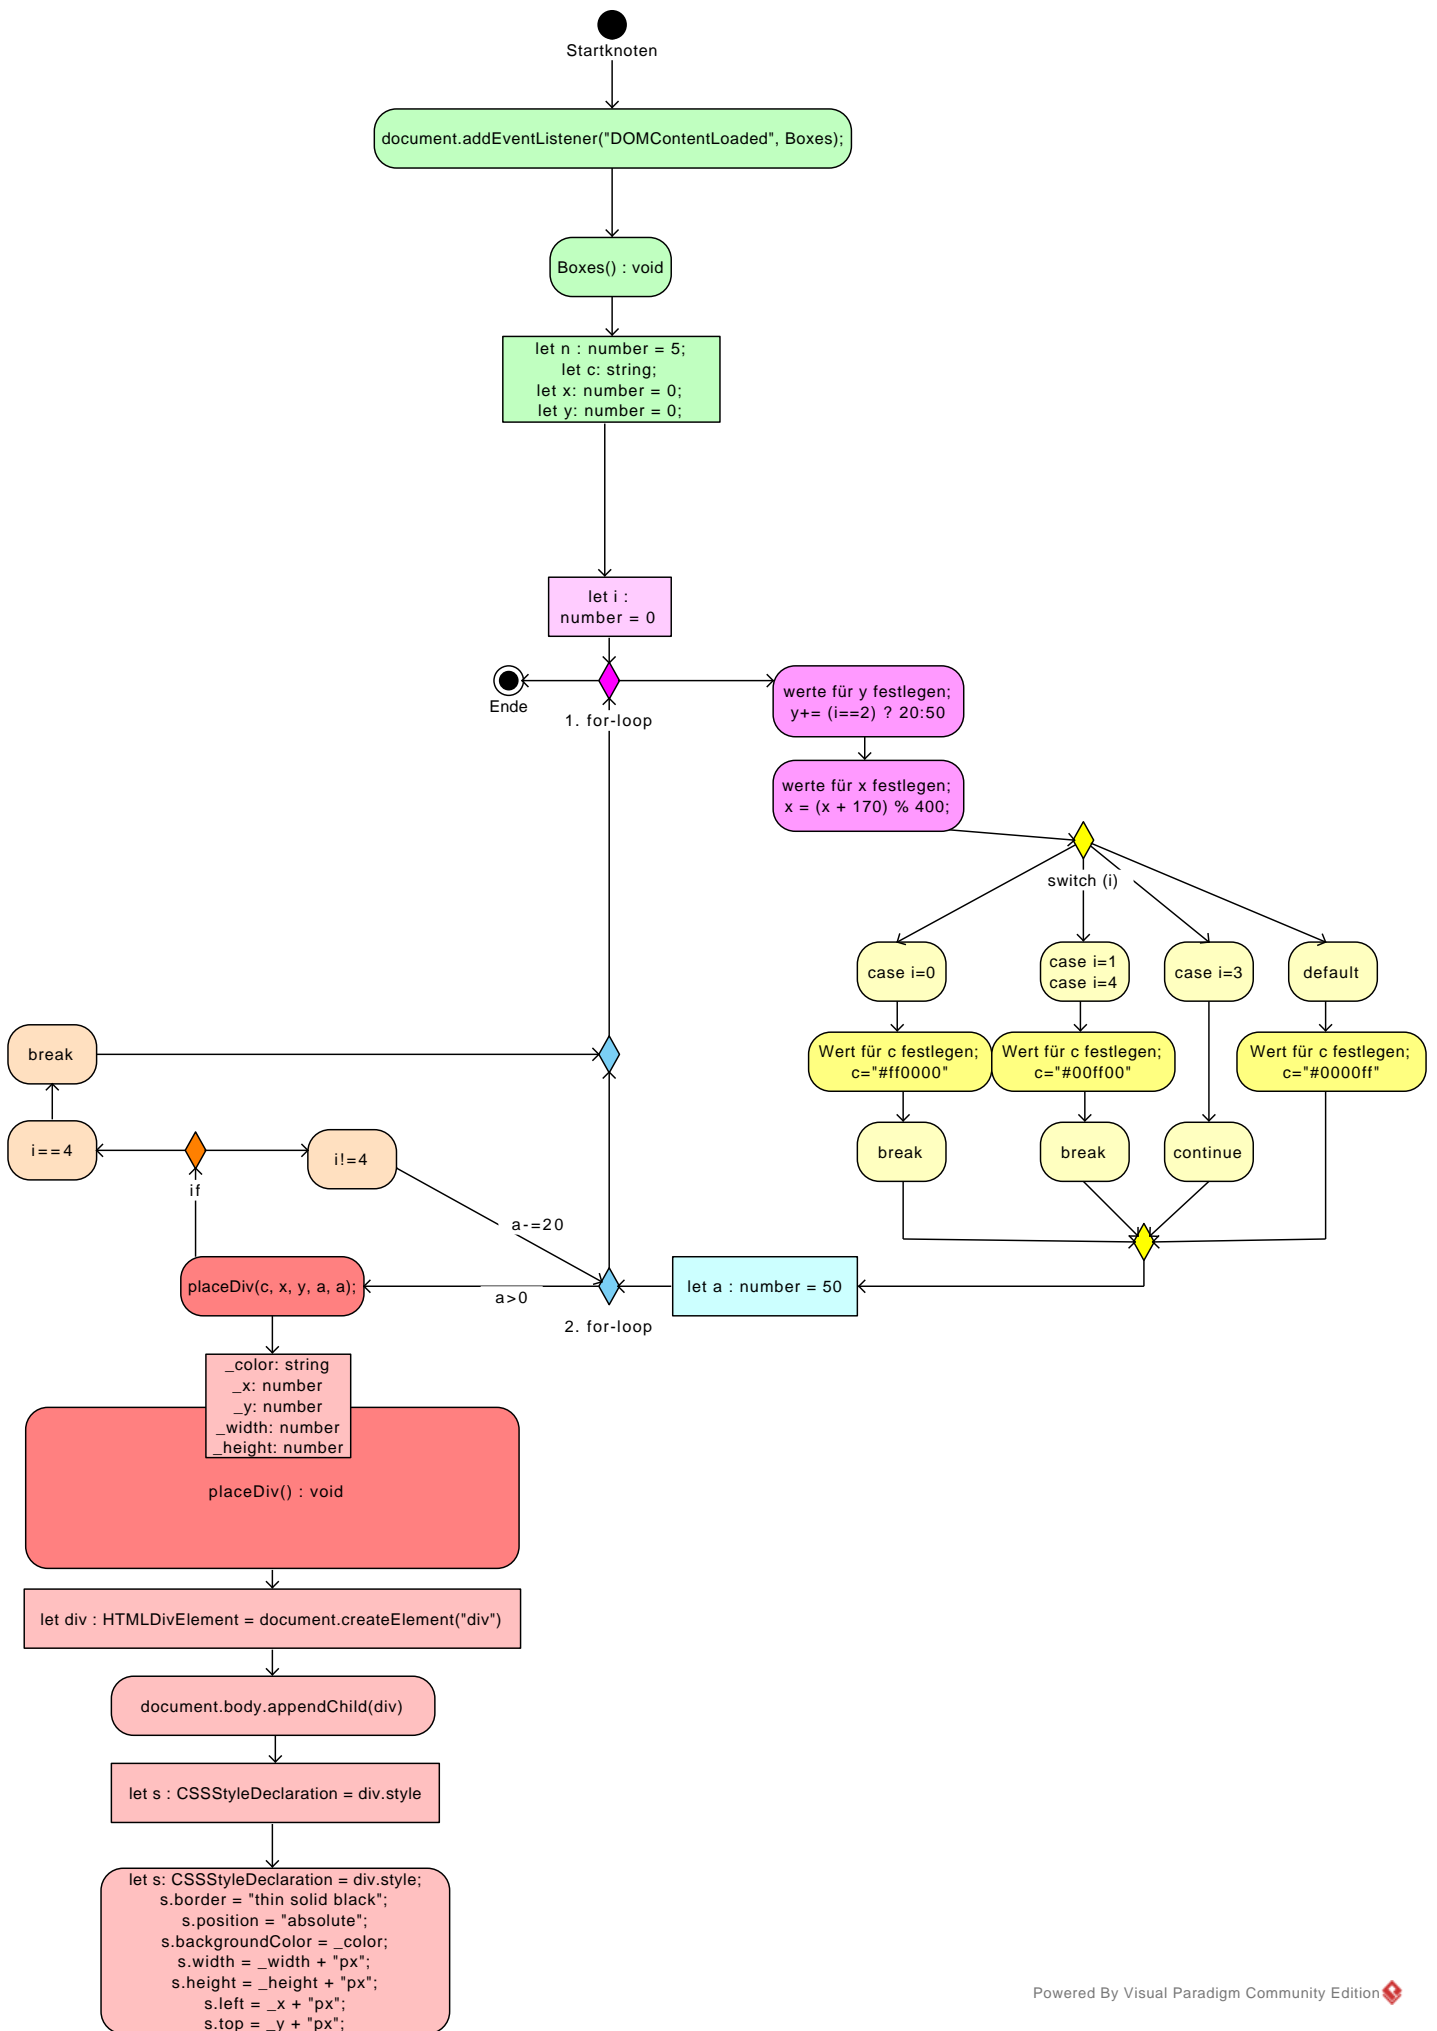 Startknoten
document.addEventListener("DOMContentLoaded", Boxes);
Boxes() : void
let n : number = 5;
let c: string;
let x: number = 0;
let y: number = 0;
let i :
number = 0
Ende
1. for-loop
werte für y festlegen;
y+= (i==2) ? 20:50
werte für x festlegen;
x = (x + 170) % 400;
switch (i)
case i=0
case i=1
case i=4
case i=3
default
Wert für c festlegen;
c="#ff0000"
Wert für c festlegen;
c="#00ff00"
Wert für c festlegen;
c="#0000ff"
break
break
continue
break
i==4
if
i!=4
a-=20
placeDiv(c, x, y, a, a);
a>0
2. for-loop
let a : number = 50
_color: string
_x: number
_y: number
_width: number
_height: number
placeDiv() : void
let div : HTMLDivElement = document.createElement("div")
document.body.appendChild(div)
let s : CSSStyleDeclaration = div.style
let s: CSSStyleDeclaration = div.style;
s.border = "thin solid black";
s.position = "absolute";
s.backgroundColor = _color;
s.width = _width + "px";
s.height = _height + "px";
s.left = _x + "px";
s.top = _y + "px";
Powered By Visual Paradigm Community Edition